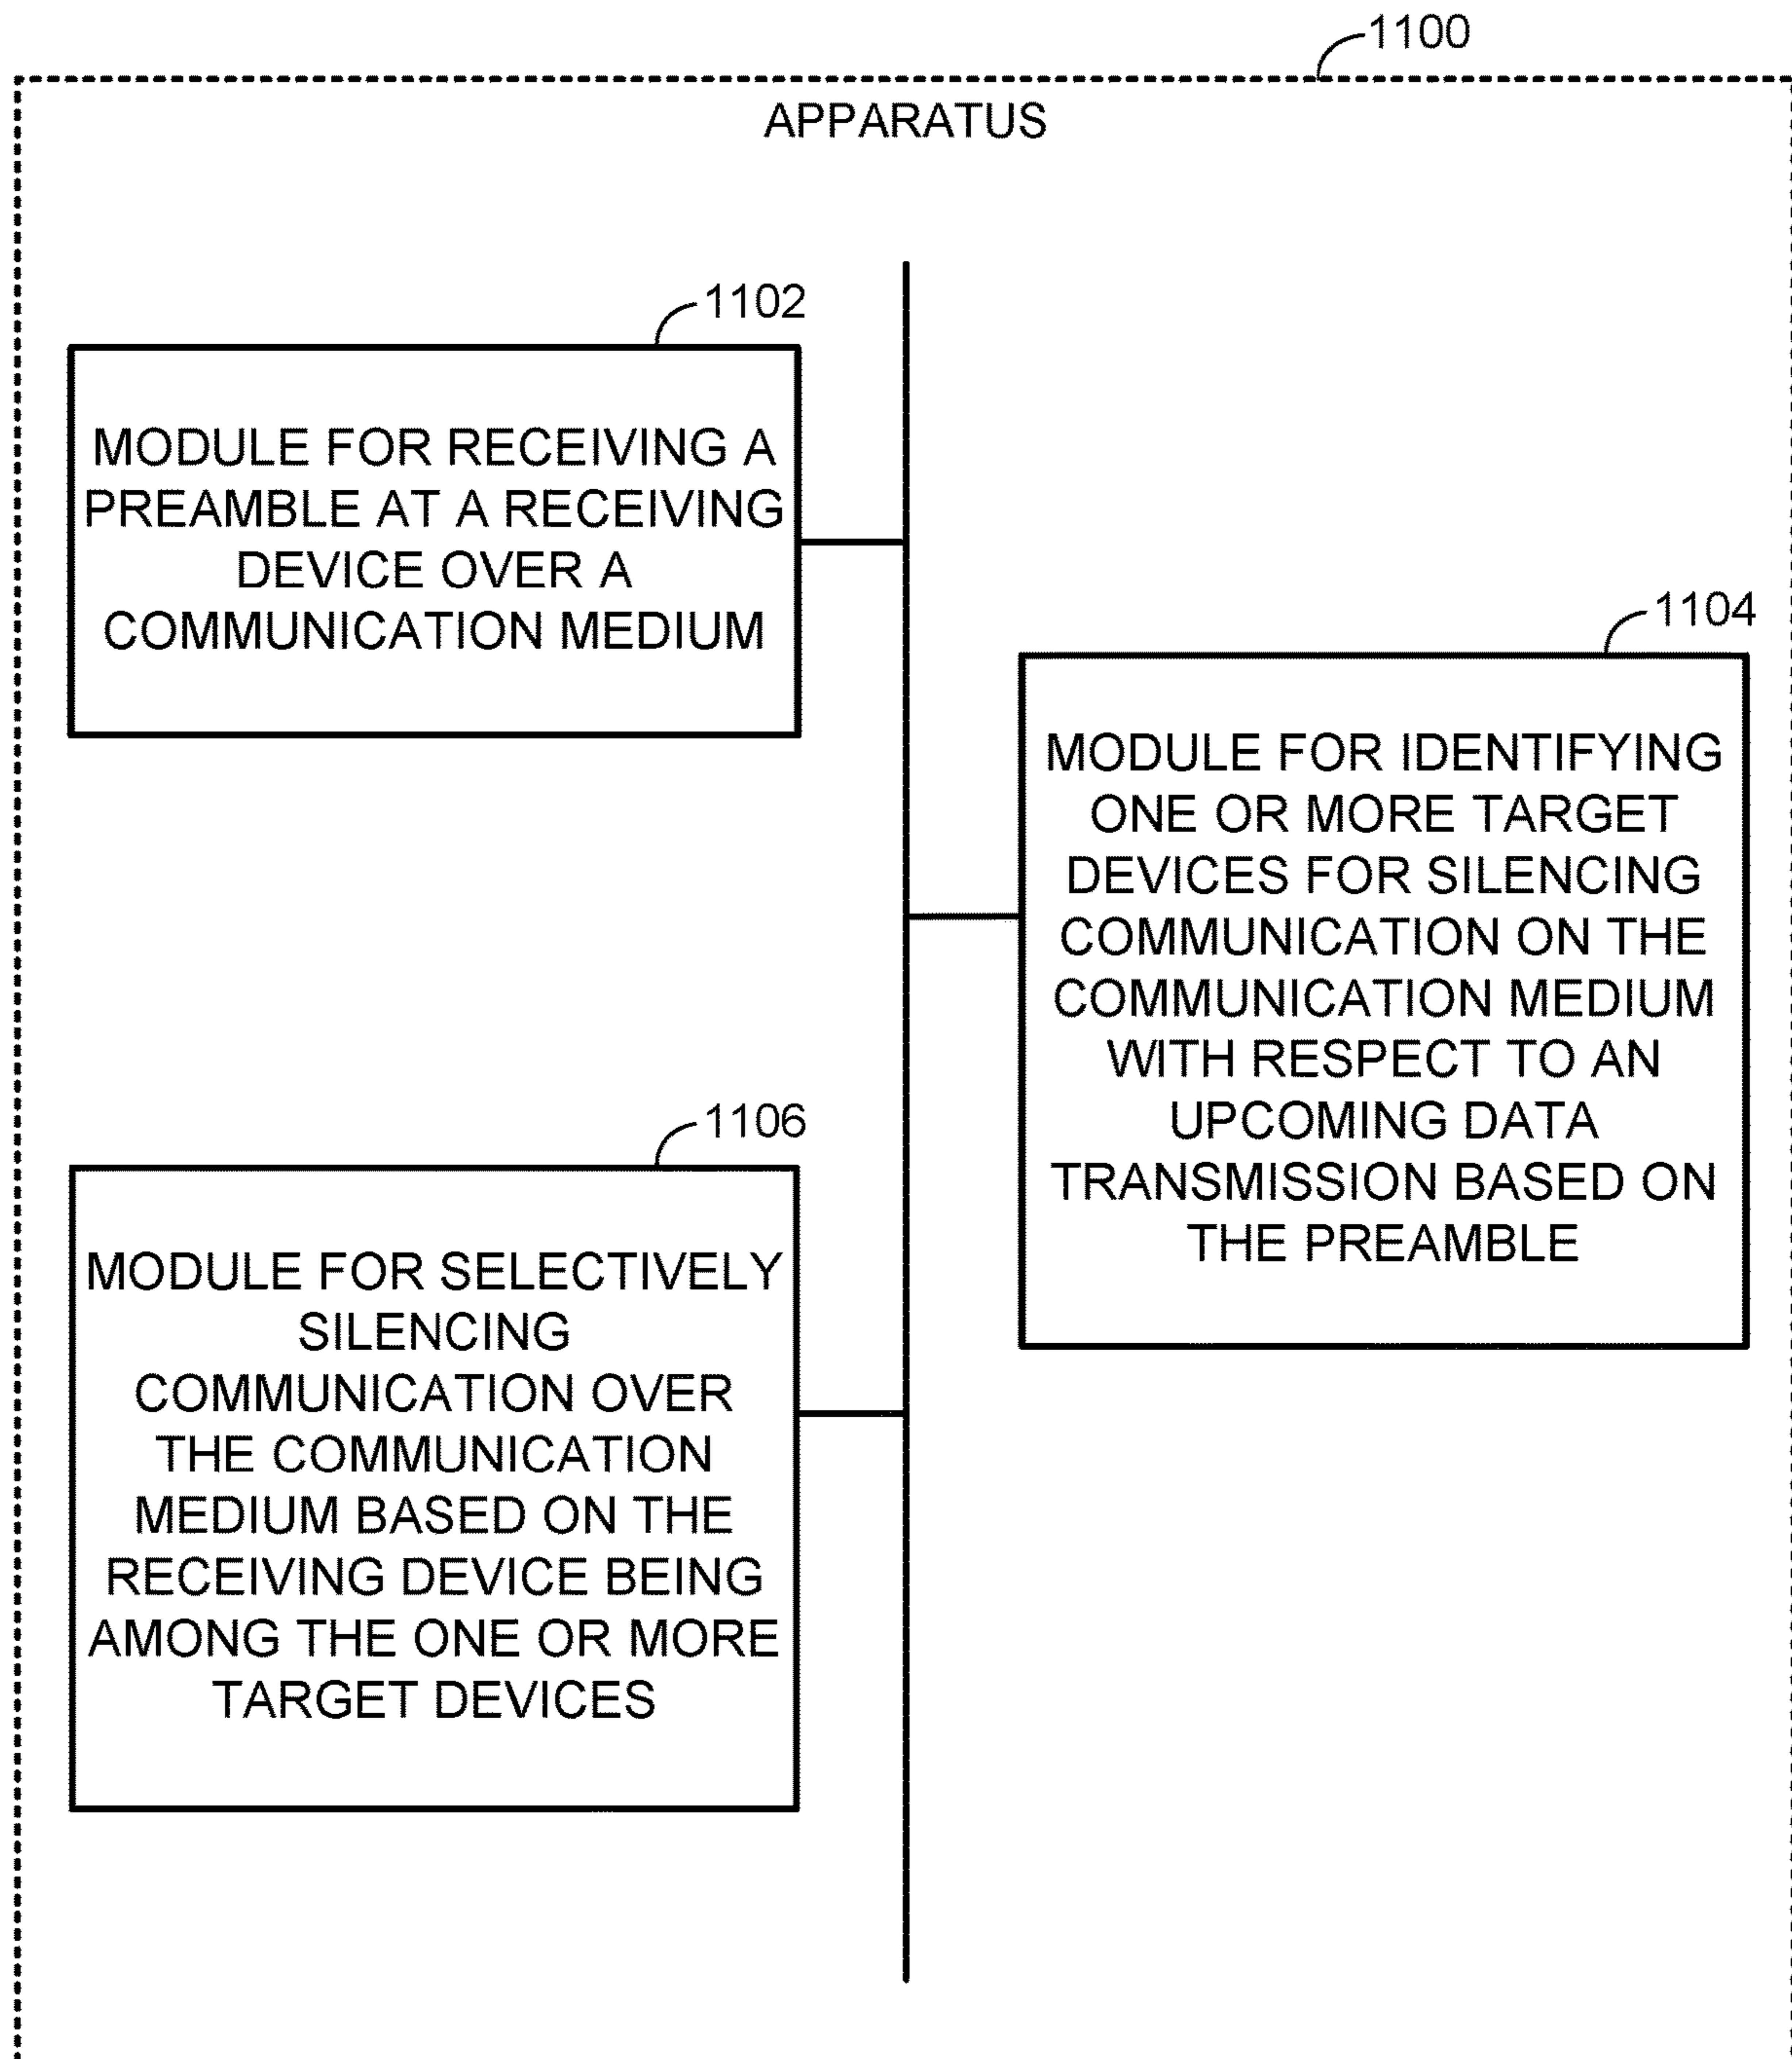 1100
APPARATUS
1102
MODULE FOR RECEIVING A
PREAMBLE AT A RECEIVING
DEVICE OVER A
COMMUNICATION MEDIUM
1104
MODULE FOR IDENTIFYING
ONE OR MORE TARGET
DEVICES FOR SILENCING
COMMUNICATION ON THE
COMMUNICATION MEDIUM
WITH RESPECT TO AN
UPCOMING DATA
TRANSMISSION BASED ON
THE PREAMBLE
1106
MODULE FOR SELECTIVELY
SILENCING
COMMUNICATION OVER
THE COMMUNICATION
MEDIUM BASED ON THE
RECEIVING DEVICE BEING
AMONG THE ONE OR MORE
TARGET DEVICES